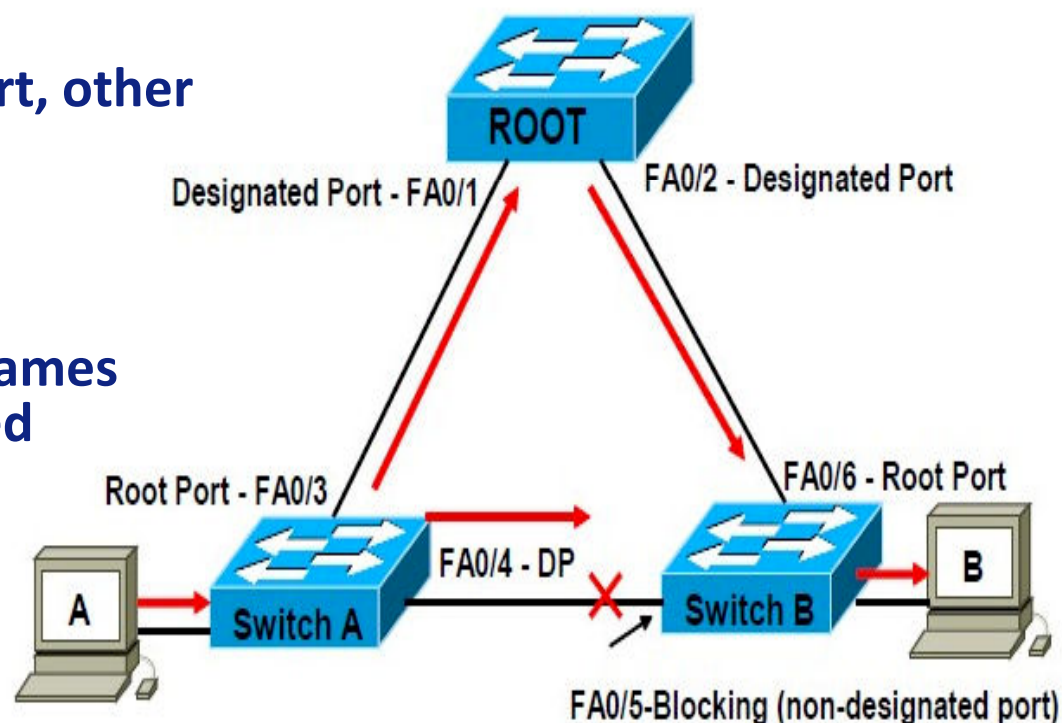 rt, other
ROOT
Designated Port - FA0/1
FA0/2 - Designated Port
ames
ed
Root Port - FA0/3
FA0/6 - Root Port
FA0/4 - DP
A
Switch A
Switch B
B
FA0/5-Blocking (non-designated port)